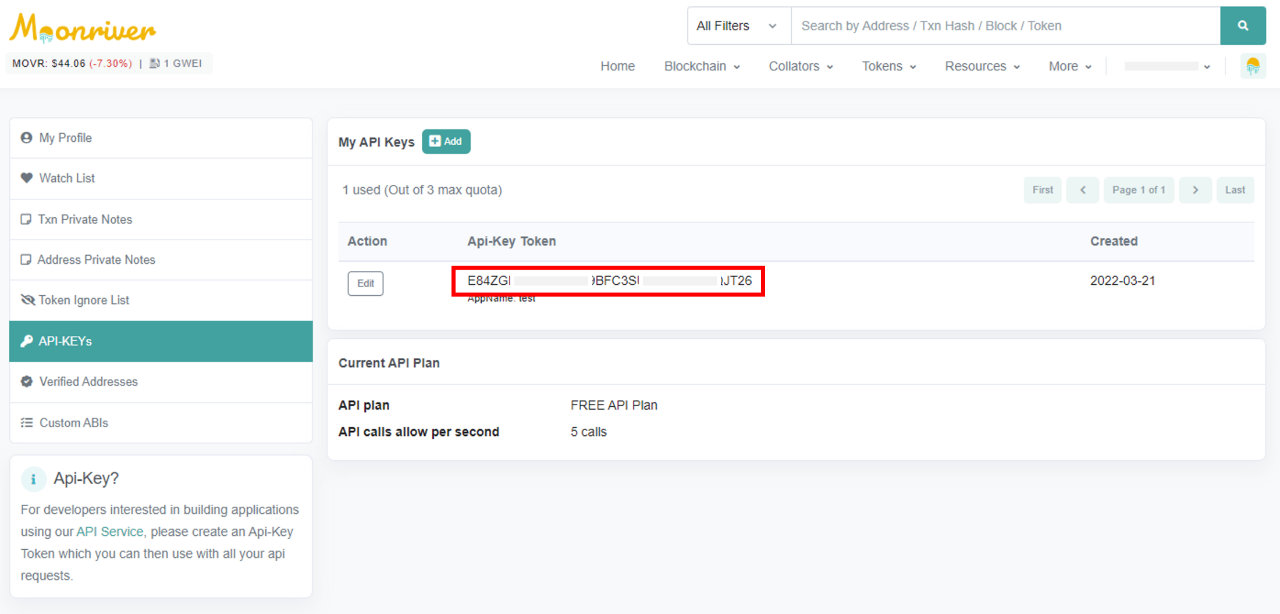 Moonriver
All Filters
Search by Address / Txn Hash / Block / Token
MOVR: $44.06 (-7.30%) | 1 GWEI
Home Blockchain Collators Tokens Resources More
My Profile
Watch List
Txn Private Notes
Address Private Notes
Token Ignore List
API-KEYs
Verified Addresses
Custom ABIs
Api-Key?
For developers interested in building applications
using our API Service, please create an Api-Key
Token which you can then use with all your api
requests.
My API Keys Add
1 used (Out of 3 max quota)
First Page 1 of 1 Last
Action Api-Key Token Created
Edit E84ZG 9BFC3S JT26 2022-03-21
AppName: test
Current API Plan
API plan FREE API Plan
API calls allow per second 5 calls